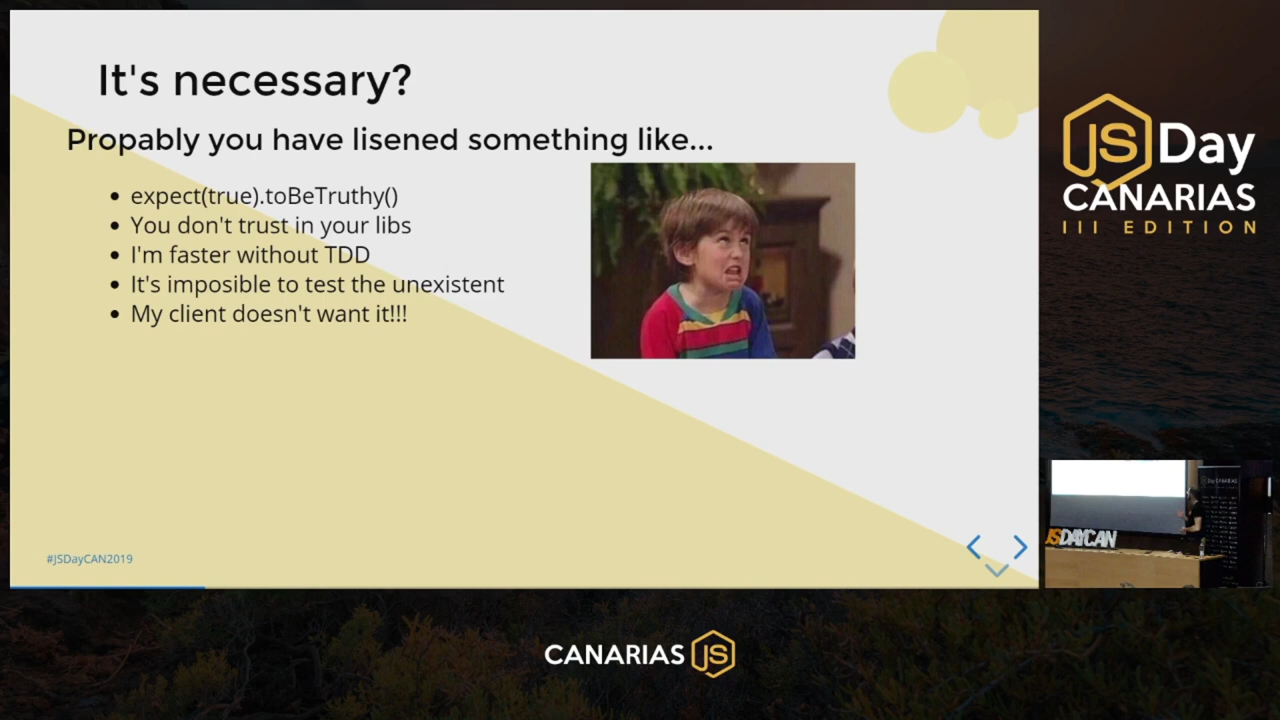 It's necessary?
Propably you have lisened something like...
expect(true).toBeTruthy()
You don't trust in your libs
I'm faster without TDD
It's imposible to test the unexistent
My client doesn't want it!!!
#JSDayCAN2019
JS Day
CANARIAS
III EDITION
JSDAYCAN
CANARIAS JS